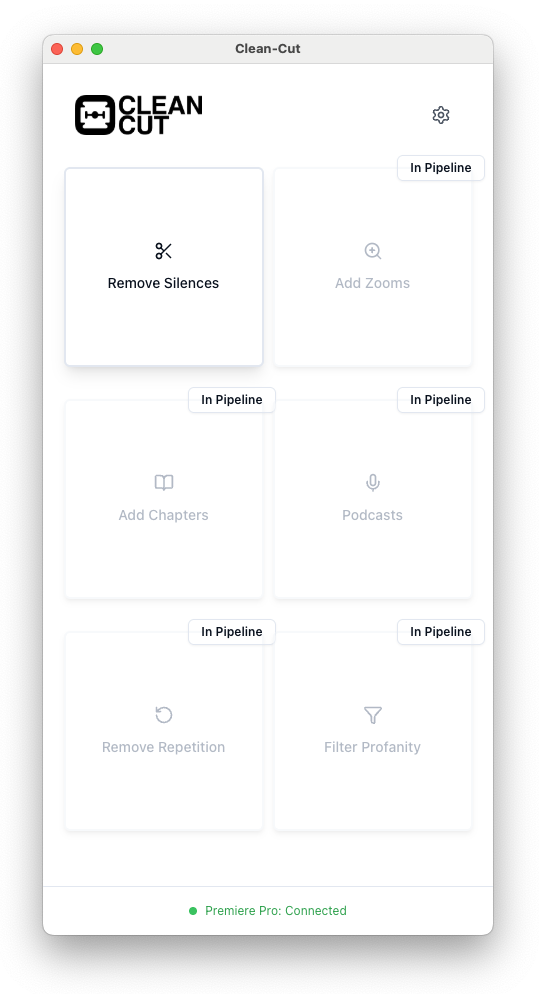 Clean-Cut
CLEAN
CUT
In Pipeline
Remove Silences
Add Zooms
In Pipeline
In Pipeline
Add Chapters
Podcasts
In Pipeline
In Pipeline
Remove Repetition
Filter Profanity
Premiere Pro: Connected